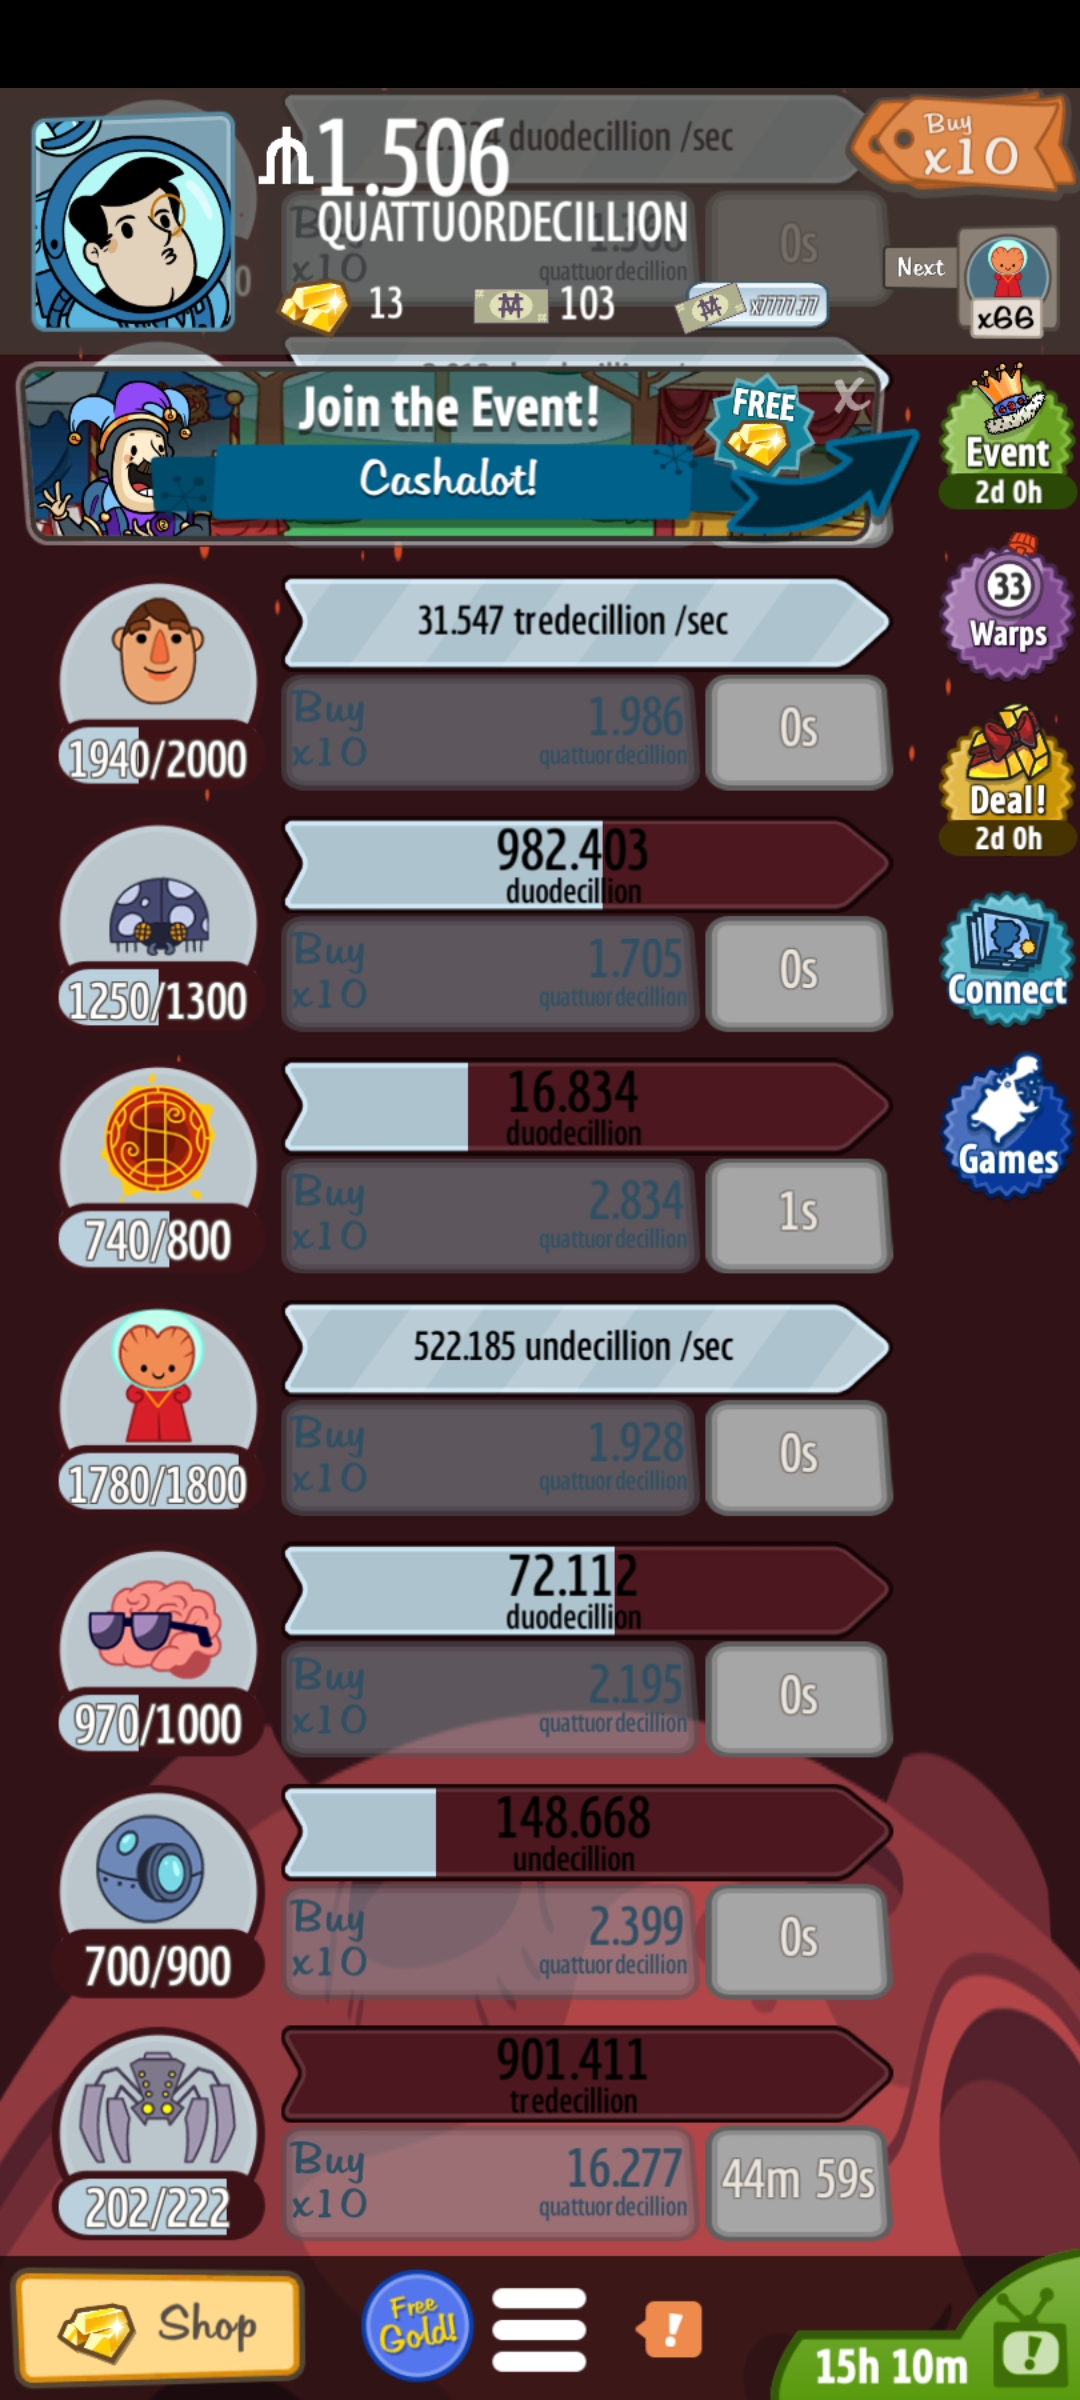 duodecillion /sec
₼1.506
QUATTUORDECILLION
Buy
x10
Buy
x10
quattuordecillion
0s
13
103
x7777.77
Next
x66
Join the Event!
FREE
X
Cashalot!
Event
2d 0h
31.547 tredecillion /sec
33
Warps
Buy
x10
1.986
quattuordecillion
0s
1940/2000
Deal!
2d 0h
982.403
duodecillion
Buy
x10
1.705
quattuordecillion
0s
1250/1300
Connect
16.834
duodecillion
Games
Buy
x10
2.834
quattuordecillion
1s
740/800
522.185 undecillion /sec
Buy
x10
1.928
quattuordecillion
0s
1780/1800
72.112
duodecillion
Buy
x10
2.195
quattuordecillion
0s
970/1000
148.668
undecillion
Buy
x10
2.399
quattuordecillion
0s
700/900
901.411
tredecillion
Buy
x10
16.277
quattuordecillion
44m 59s
202/222
Shop
Free
Gold!
!
15h 10m
!